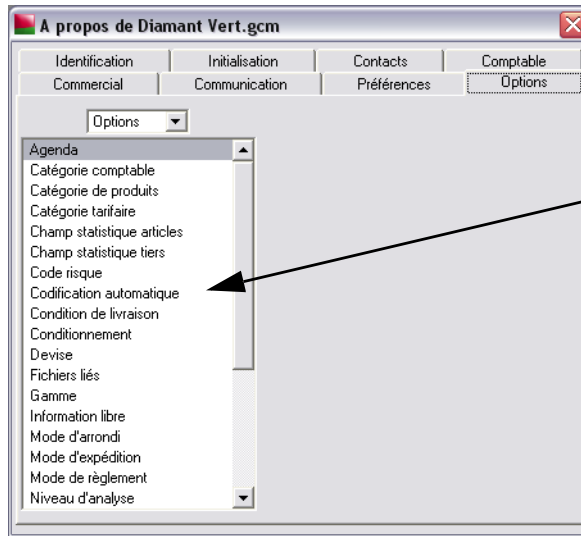 A propos de Diamant Vert.gcm
Identification
Initialisation
Contacts
Comptable
Commercial
Communication
Préférences
Options
Options
Agenda
Catégorie comptable
Catégorie de produits
Catégorie tarifaire
Champ statistique articles
Champ statistique tiers
Code risque
Codification automatique
Condition de livraison
Conditionnement
Devise
Fichiers liés
Gamme
Information libre
Mode d'arrondi
Mode d'expédition
Mode de règlement
Niveau d'analyse